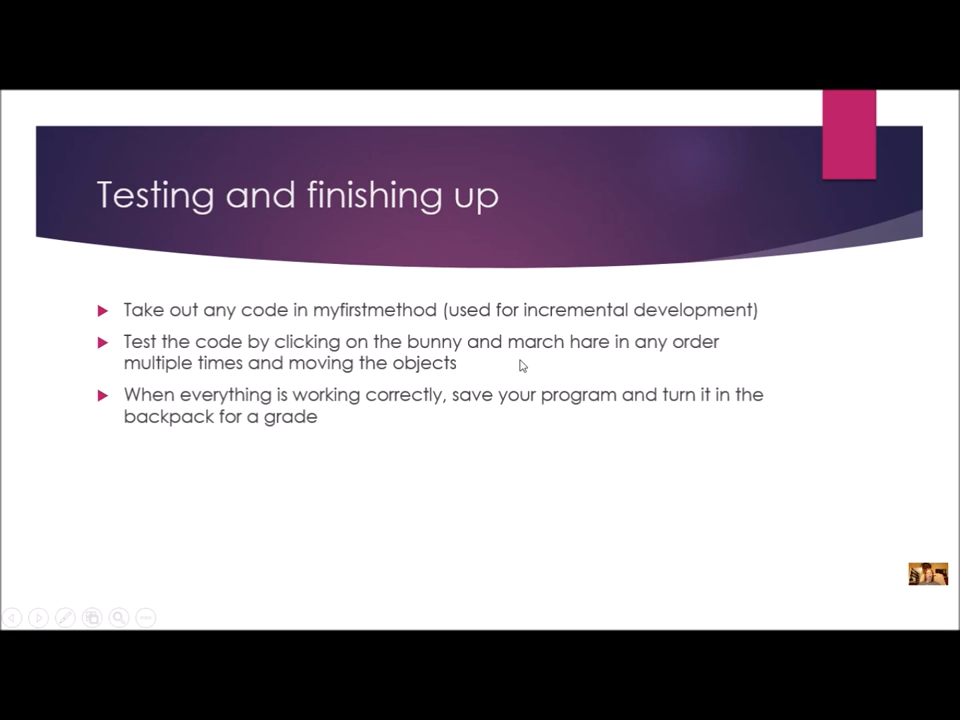 Testing and finishing up
Take out any code in myfirstmethod (used for incremental development)
Test the code by clicking on the bunny and march hare in any order
multiple times and moving the objects
When everything is working correctly, save your program and turn it in the
backpack for a grade